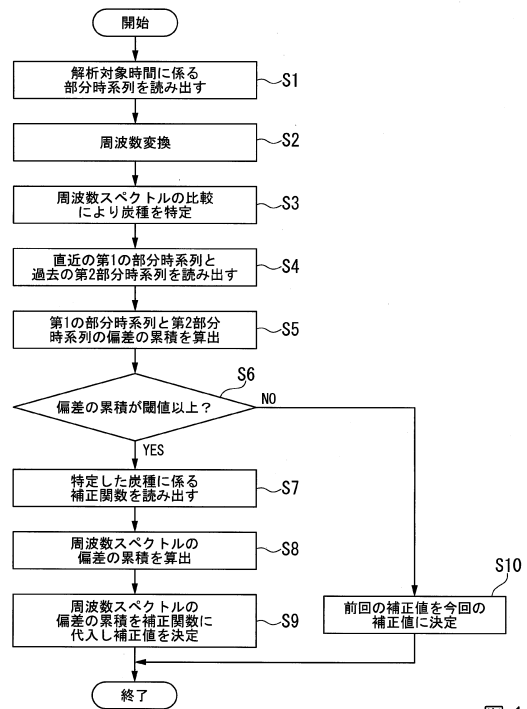 開始
解析対象時間に係る
部分時系列を読み出す
S1
周波数変換
S2
周波数スペクトルの比較
により炭種を特定
S3
直近の第1の部分時系列と
過去の第2部分時系列を読み出す
S4
第1の部分時系列と第2部分
時系列の偏差の累積を算出
S5
S6
偏差の累積が閾値以上？
NO
YES
特定した炭種に係る
補正関数を読み出す
S7
周波数スペクトルの
偏差の累積を算出
S8
周波数スペクトルの
偏差の累積を補正関数に
代入し補正値を決定
S9
S10
前回の補正値を今回の
補正値に決定
終了